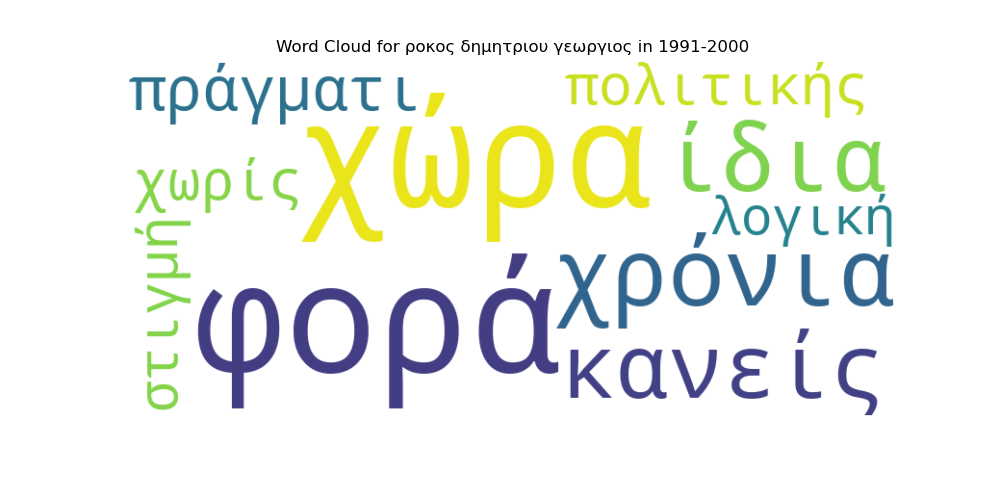 Word Cloud for ροκος δημητριου γεωργιος in 1991-2000
πράγματι
πολιτικής
χώρα
ίδια
χωρίς
λογική
στιγμή
φορά
χρόνια
κανείς